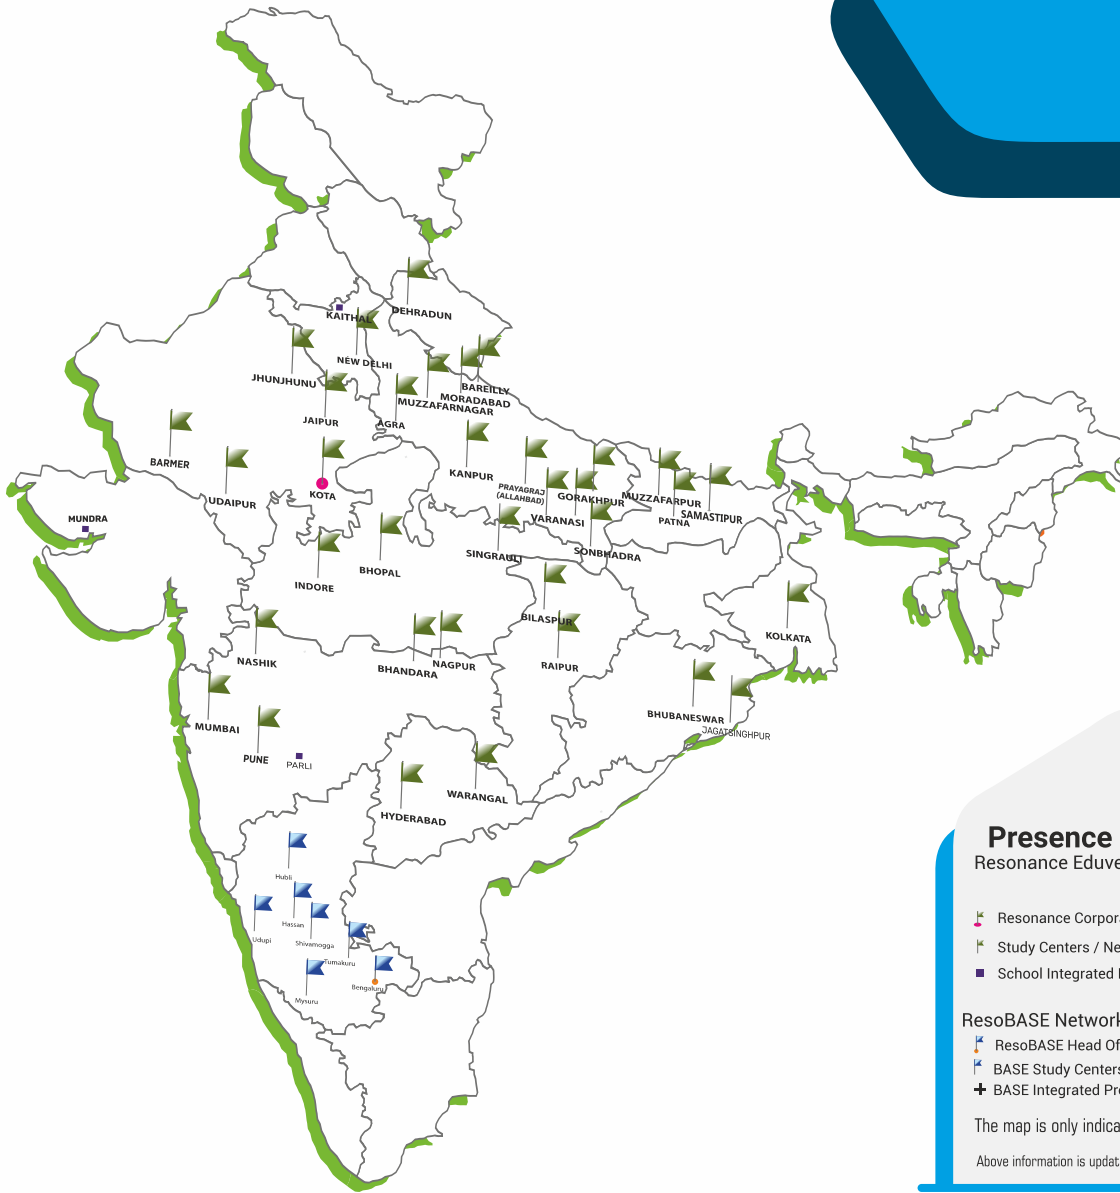 DEHRADUN
KAITHAL
NEW DELHI
JHUNJHUNU
BAREILLY
MORADABAD
MUZZAFARNAGAR
JAIPUR
AGRA
BARMER
KANPUR
UDAIPUR
KOTA
PRAYAGRAJ
(ALLAHBAD)
GORAKHPUR
MUZZAFARPUR
SAMASTIPUR
VARANASI
PATNA
MUNDRA
SINGRAULI
SONBHADRA
BHOPAL
INDORE
BILASPUR
KOLKATA
NASHIK
BHANDARA
NAGPUR
RAIPUR
MUMBAI
BHUBANESWAR
JAGATSINGHPUR
PUNE
PARLI
WARANGAL
HYDERABAD
Hubli
Hassan
Udupi
Shivamogga
Tumakuru
Bengaluru
Mysuru
Presence
Resonance Eduve
Resonance Corpora
Study Centers / Ne
School Integrated
ResoBASE Network
ResoBASE Head Of
BASE Study Centers
BASE Integrated Pro
The map is only indica
Above information is updat